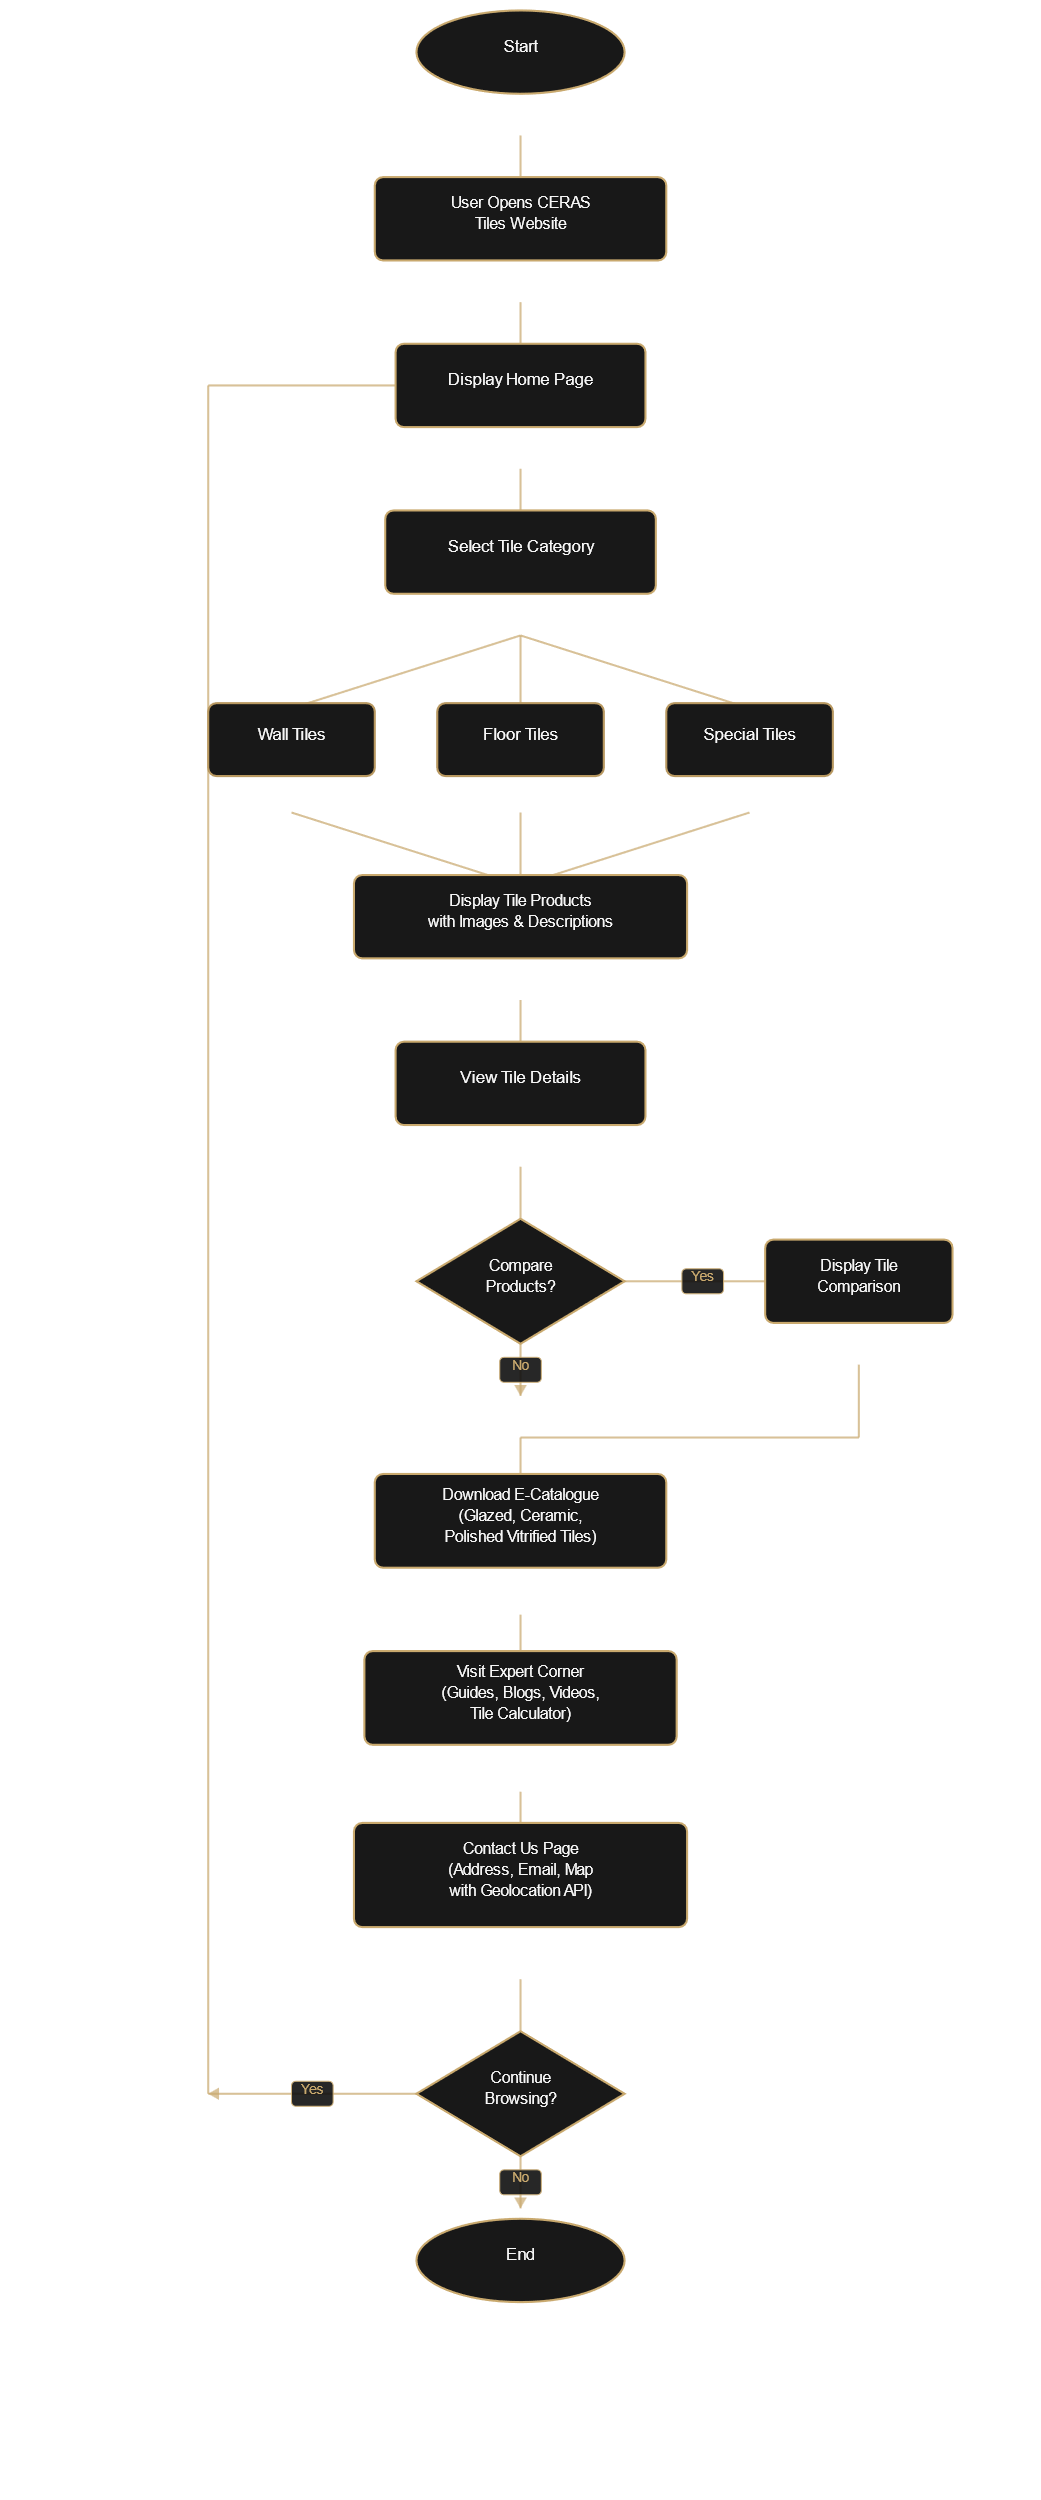 Start
User Opens CERAS
Tiles Website
Display Home Page
Select Tile Category
Wall Tiles
Floor Tiles
Special Tiles
Display Tile Products
with Images & Descriptions
View Tile Details
Compare
Products?
Yes
Display Tile
Comparison
No
Download E-Catalogue
(Glazed, Ceramic,
Polished Vitrified Tiles)
Visit Expert Corner
(Guides, Blogs, Videos,
Tile Calculator)
Contact Us Page
(Address, Email, Map
with Geolocation API)
Continue
Browsing?
Yes
No
End